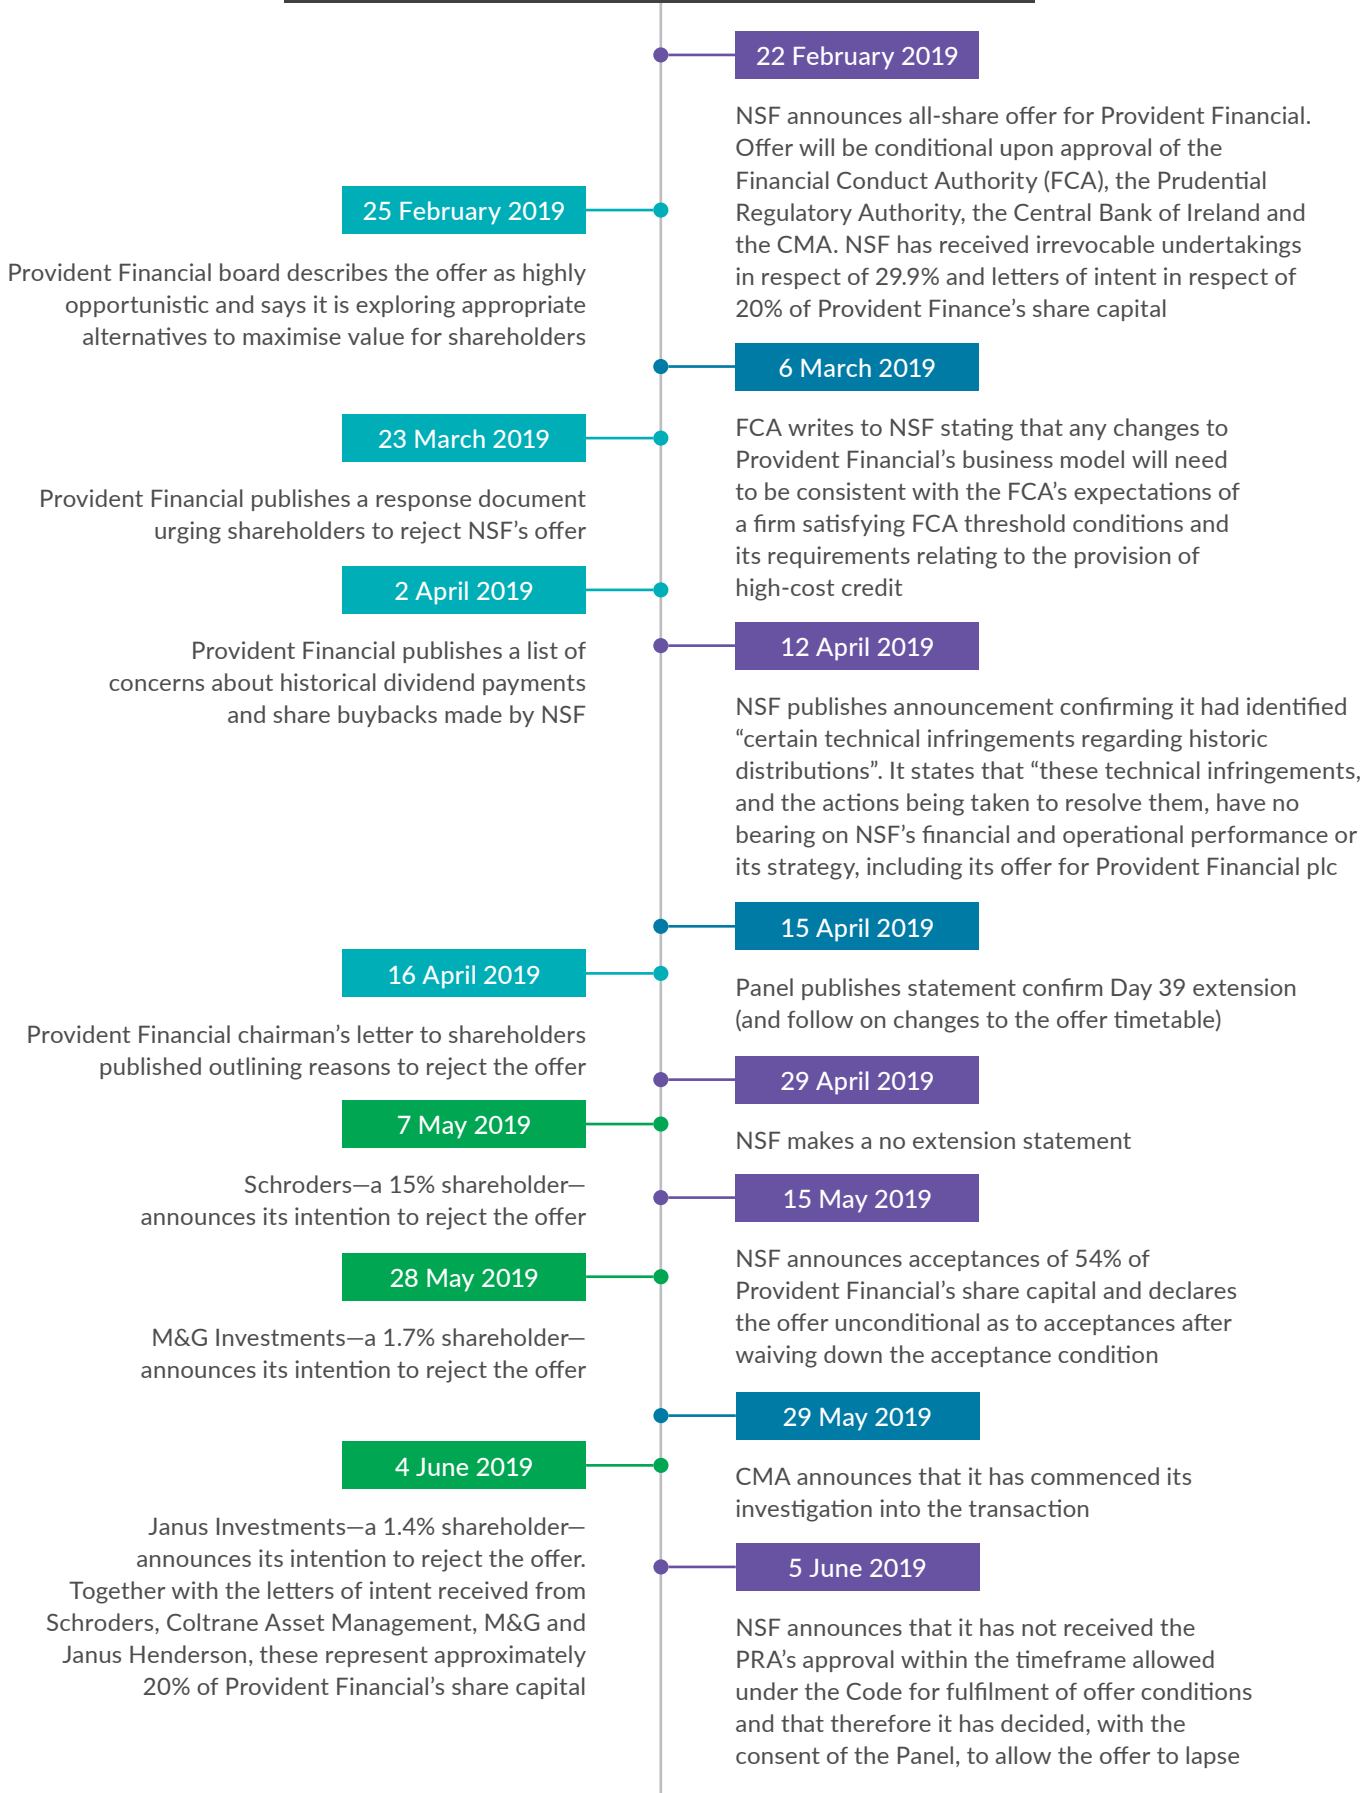 22 February 2019
NSF announces all-share offer for Provident Financial.
Offer will be conditional upon approval of the
Financial Conduct Authority (FCA), the Prudential
Regulatory Authority, the Central Bank of Ireland and
the CMA. NSF has received irrevocable undertakings
in respect of 29.9% and letters of intent in respect of
20% of Provident Finance’s share capital
25 February 2019
Provident Financial board describes the offer as highly
opportunistic and says it is exploring appropriate
alternatives to maximise value for shareholders
6 March 2019
FCA writes to NSF stating that any changes to
Provident Financial’s business model will need
to be consistent with the FCA’s expectations of
a firm satisfying FCA threshold conditions and
its requirements relating to the provision of
high-cost credit
23 March 2019
Provident Financial publishes a response document
urging shareholders to reject NSF’s offer
2 April 2019
Provident Financial publishes a list of
concerns about historical dividend payments
and share buybacks made by NSF
12 April 2019
NSF publishes announcement confirming it had identified
“certain technical infringements regarding historic
distributions”. It states that “these technical infringements,
and the actions being taken to resolve them, have no
bearing on NSF’s financial and operational performance or
its strategy, including its offer for Provident Financial plc
15 April 2019
Panel publishes statement confirm Day 39 extension
(and follow on changes to the offer timetable)
16 April 2019
Provident Financial chairman’s letter to shareholders
published outlining reasons to reject the offer
29 April 2019
NSF makes a no extension statement
7 May 2019
Schroders—a 15% shareholder—
announces its intention to reject the offer
15 May 2019
NSF announces acceptances of 54% of
Provident Financial’s share capital and declares
the offer unconditional as to acceptances after
waiving down the acceptance condition
28 May 2019
M&G Investments—a 1.7% shareholder—
announces its intention to reject the offer
29 May 2019
CMA announces that it has commenced its
investigation into the transaction
4 June 2019
Janus Investments—a 1.4% shareholder—
announces its intention to reject the offer.
Together with the letters of intent received from
Schroders, Coltrane Asset Management, M&G and
Janus Henderson, these represent approximately
20% of Provident Financial’s share capital
5 June 2019
NSF announces that it has not received the
PRA’s approval within the timeframe allowed
under the Code for fulfilment of offer conditions
and that therefore it has decided, with the
consent of the Panel, to allow the offer to lapse